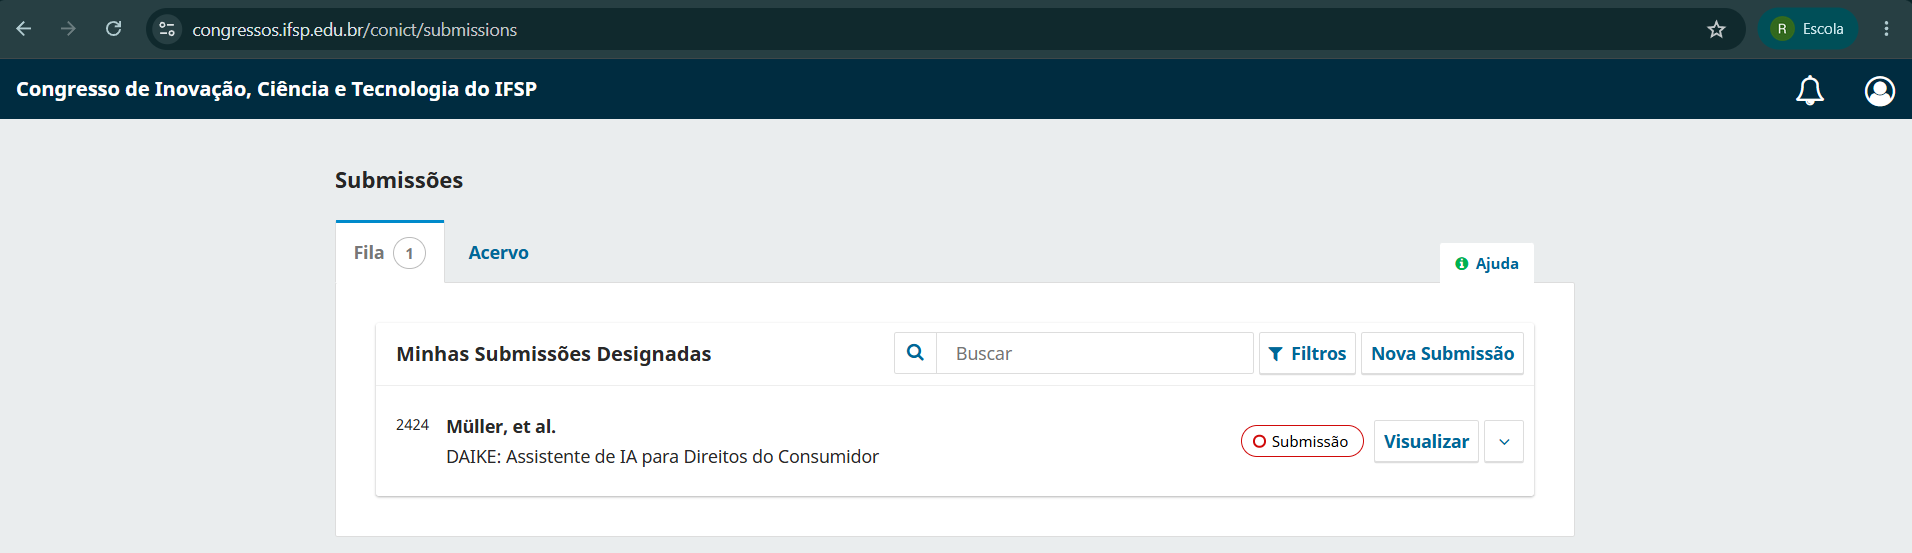 congressos.ifsp.edu.br/conict/submissions
R Escola
Congresso de Inovação, Ciência e Tecnologia do IFSP
Submissões
Fila 1
Acervo
Ajuda
Minhas Submissões Designadas
Buscar
Filtros
Nova Submissão
2424 Müller, et al.
DAIKE: Assistente de IA para Direitos do Consumidor
Submissão
Visualizar